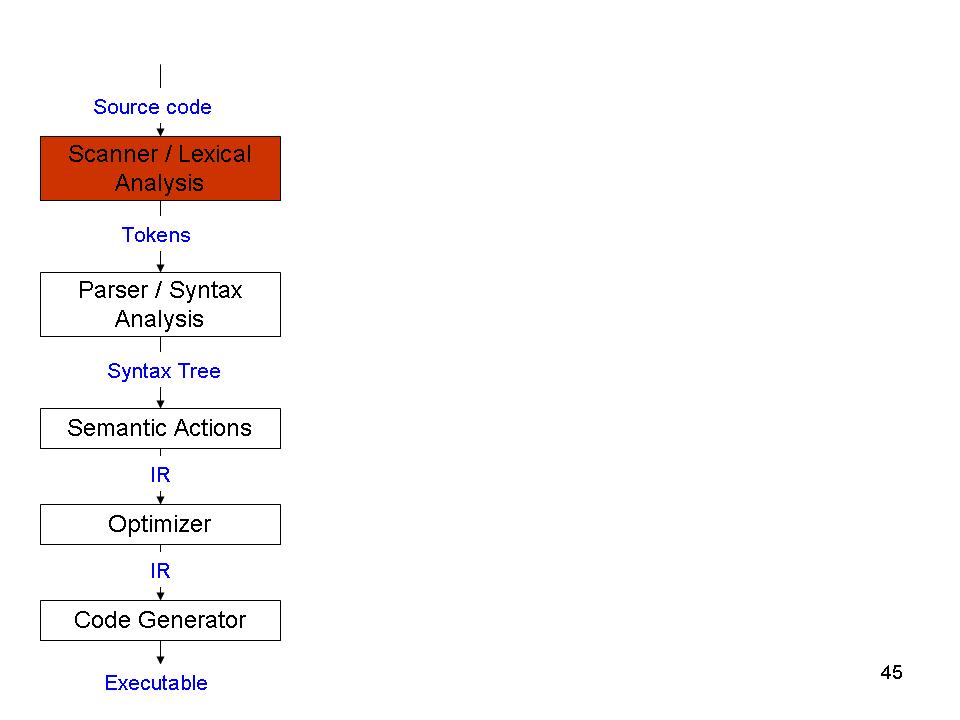 Source code
Scanner / Lexical
Analysis
Tokens
Parser / Syntax
Analysis
Syntax Tree
Semantic Actions
IR
Optimizer
IR
Code Generator
Executable
45